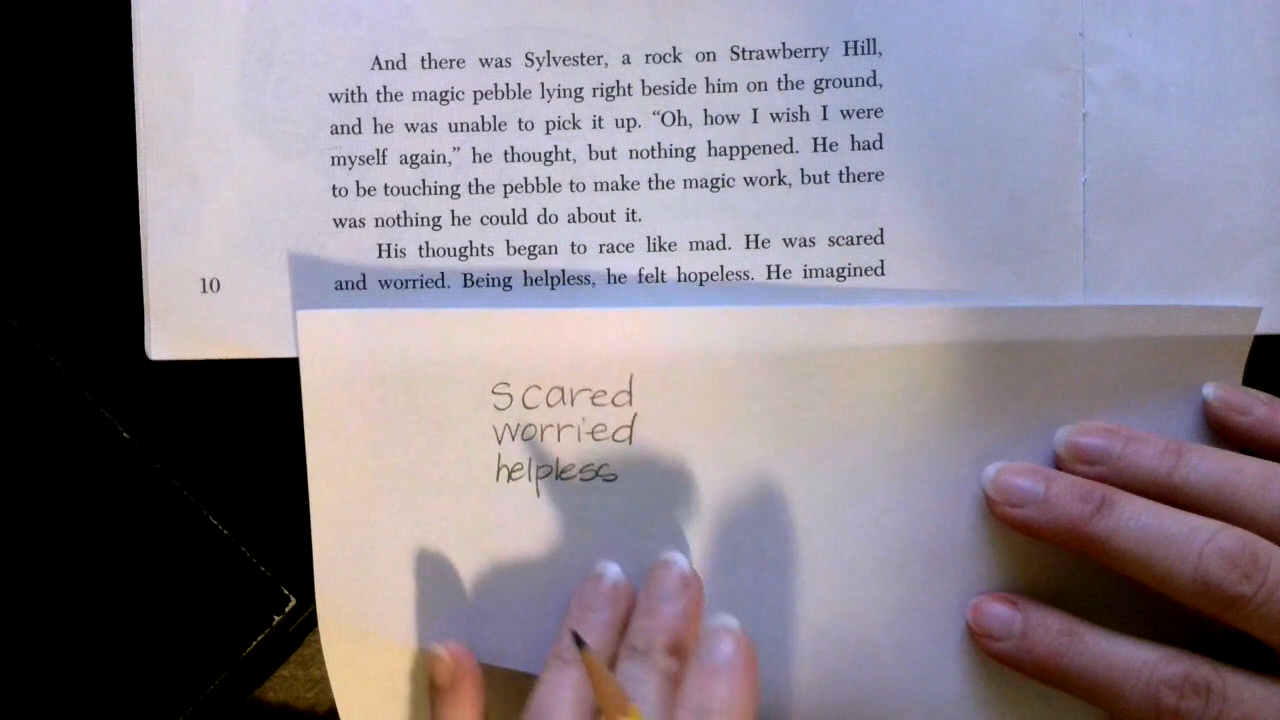 And there was Sylvester, a rock on Strawberry Hill,
with the magic pebble lying right beside him on the ground,
and he was unable to pick it up. “Oh, how I wish I were
myself again,” he thought, but nothing happened. He had
to be touching the pebble to make the magic work, but there
was nothing he could do about it.
His thoughts began to race like mad. He was scared
and worried. Being helpless, he felt hopeless. He imagined
10
scared
worried
helpless